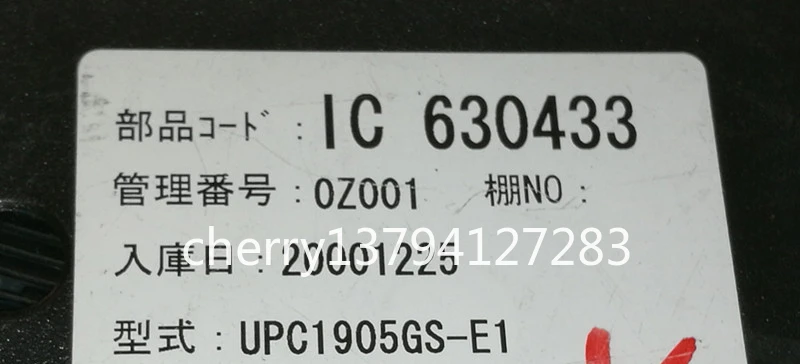 部品ｺｰﾄﾞ : IC 630433
管理番号 : 0Z001 棚NO :
入庫日 : 20001225
cherry13794127283
型式 : UPC1905GS-E1